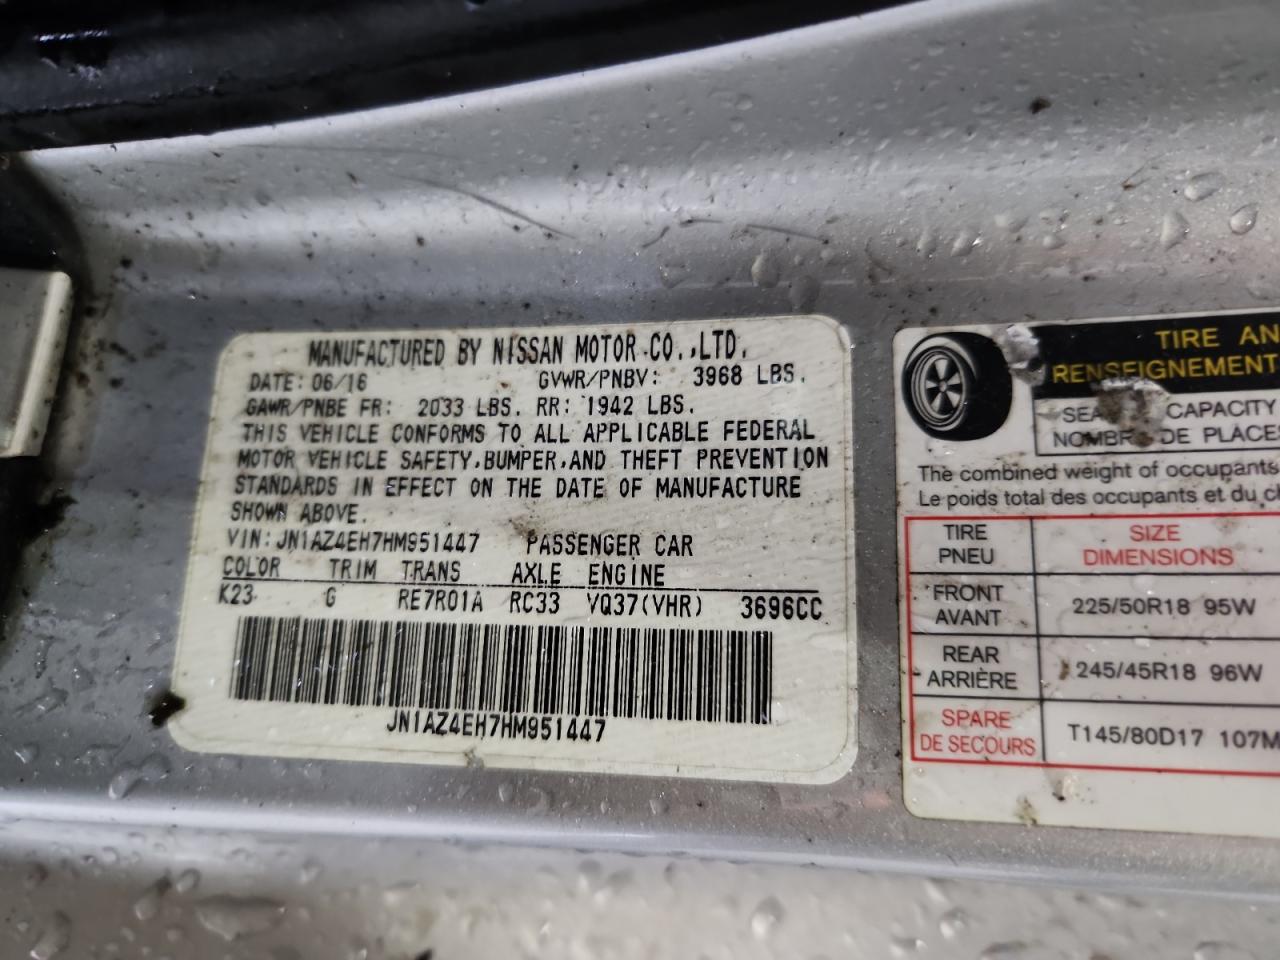 MANUFACTURED BY NISSAN MOTOR.CO.,LTD.
DATE: 06/16 GVWR/PNBV: 3968 LBS.
GAWR/PNBE FR: 2033 LBS. RR: 1942 LBS.
THIS VEHICLE CONFORMS TO ALL APPLICABLE FEDERAL
MOTOR VEHICLE SAFETY,BUMPER,AND THEFT PREVENTION
STANDARDS IN EFFECT ON THE DATE OF MANUFACTURE
SHOWN ABOVE.
VIN: JN1AZ4EH7HM951447 PASSENGER CAR
COLOR TRIM TRANS AXLE ENGINE
K23 G RE7R01A RC33 VQ37(VHR) 3696CC
JN1AZ4EH7HM951447
TIRE AN
RENSEIGNEMENT
CAPACITY
DE PLACES
The combined weight of occupants
Le poids total des occupants et du
TIRE SIZE
PNEU DIMENSIONS
FRONT
AVANT
225/50R18 95W
REAR
ARRIÈRE
245/45R18 96W
SPARE
DE SECOURS
T145/80D17 107M